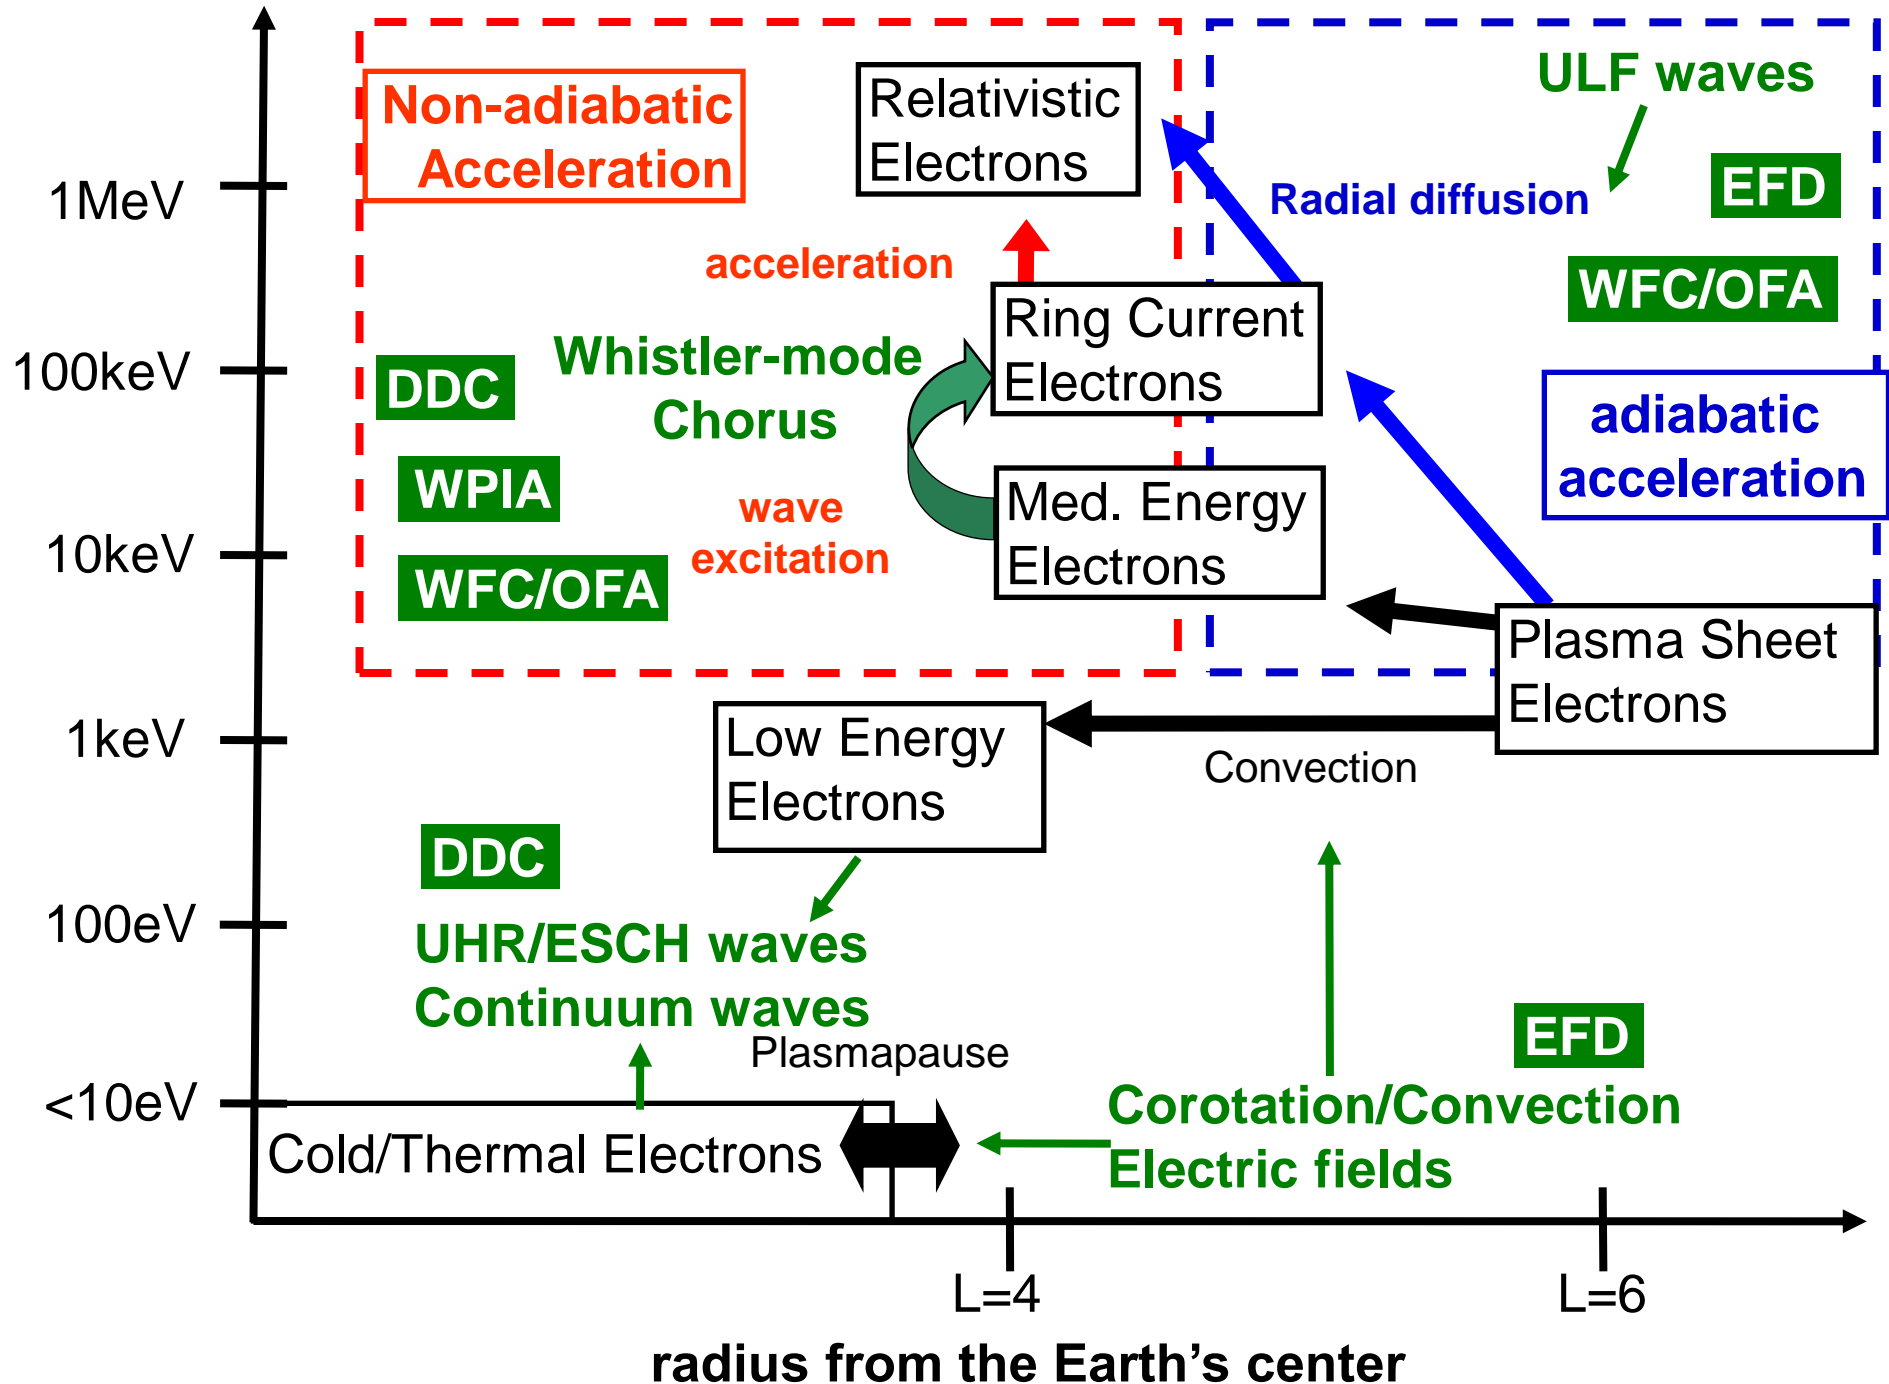 Non-adiabatic
Acceleration
Relativistic
Electrons
ULF waves
EFD
Radial diffusion
WFC/OFA
1MeV
acceleration
Ring Current
Electrons
100keV
DDC
Whistler-mode
Chorus
adiabatic
acceleration
WPIA
wave
excitation
Med. Energy
Electrons
10keV
WFC/OFA
Plasma Sheet
Electrons
1keV
Low Energy
Electrons
Convection
DDC
100eV
UHR/ESCH waves
Continuum waves
Plasmapause
EFD
<10eV
Cold/Thermal Electrons
Corotation/Convection
Electric fields
L=4
L=6
radius from the Earth's center